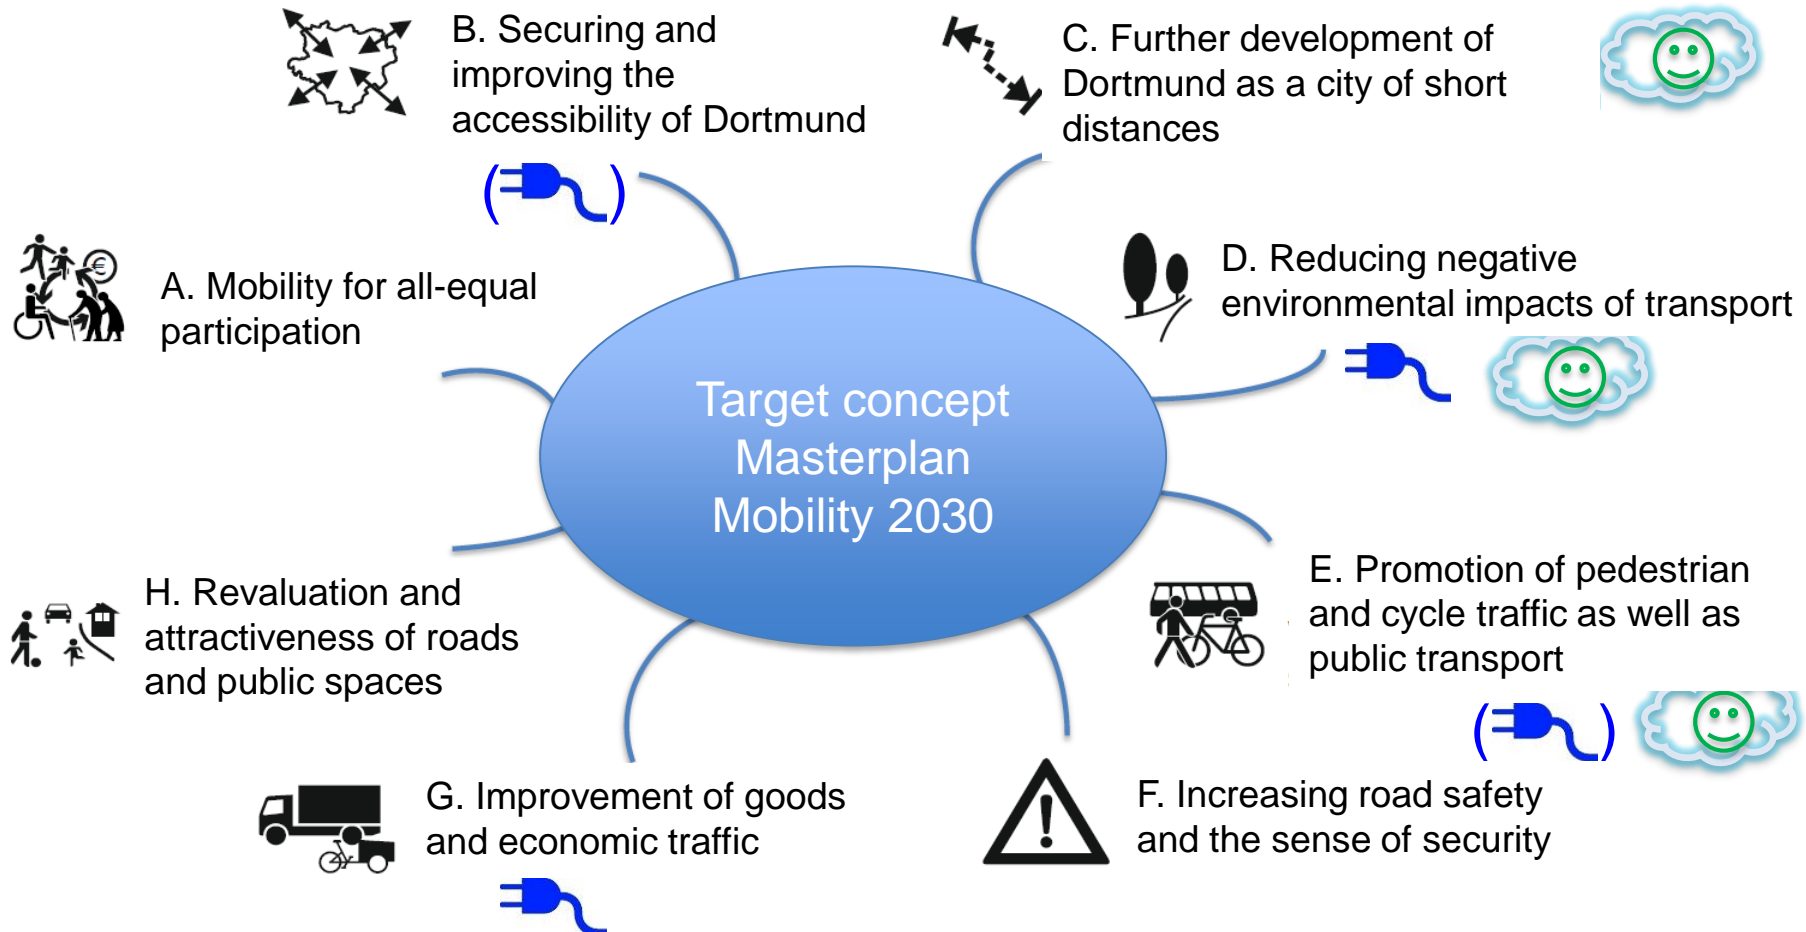 B. Securing and
improving the
accessibility of Dortmund
( )
C. Further development of
Dortmund as a city of short
distances
A. Mobility for all-equal
participation
€
D. Reducing negative
environmental impacts of transport
Target concept
Masterplan
Mobility 2030
E. Promotion of pedestrian
and cycle traffic as well as
public transport
( )
H. Revaluation and
attractiveness of roads
and public spaces
G. Improvement of goods
and economic traffic
F. Increasing road safety
and the sense of security
!